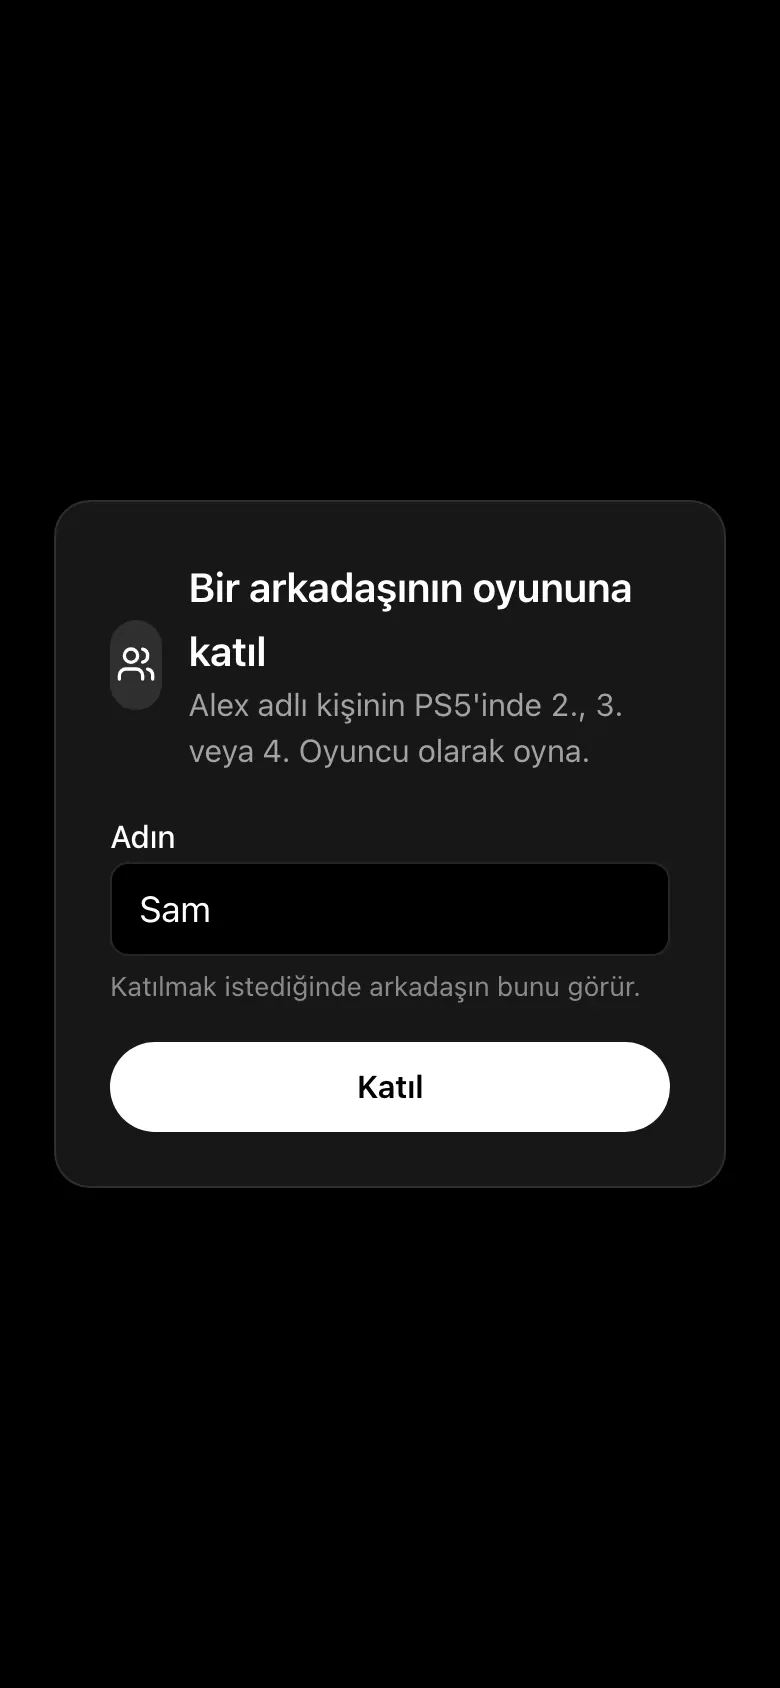 Bir arkadaşının oyununa
katıl
Alex adlı kişinin PS5'inde 2., 3.
veya 4. Oyuncu olarak oyna.
Adın
Sam
Katılmak istediğinde arkadaşın bunu görür.
Katıl